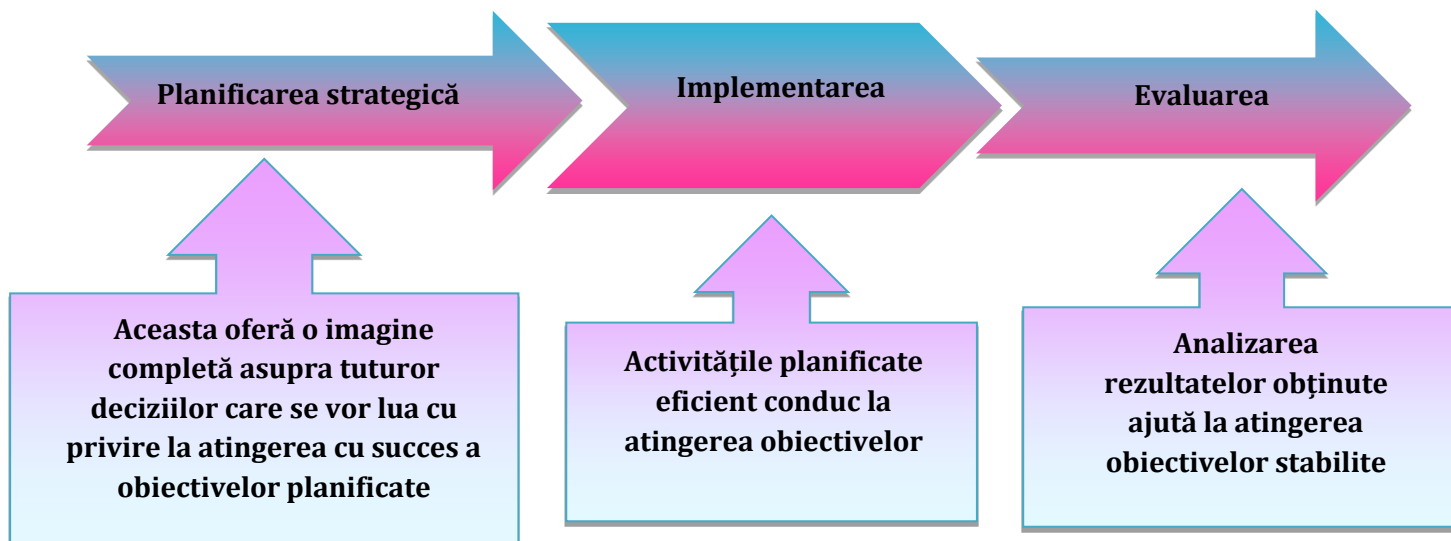 Planificarea strategică
Implementarea
Evaluarea
Aceasta oferă o imagine
completă asupra tuturor
deciziilor care se vor lua cu
privire la atingerea cu succes a
obiectivelor planificate
Activitățile planificate
eficient conduc la
atingerea obiectivelor
Analizarea
rezultatelor obținute
ajută la atingerea
obiectivelor stabilite